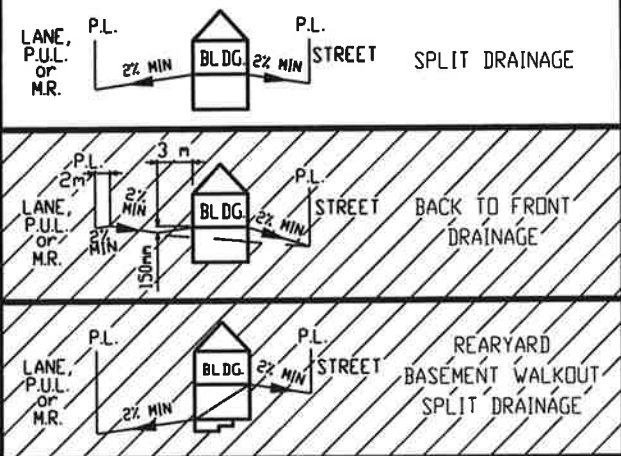 P.L.
P.L.
LANE,
P.U.L.
or
M.R.
2% MIN
BLDG.
2% MIN
STREET
SPLIT DRAINAGE
P.L.
2m
3 m
P.L.
LANE,
P.U.L.
or
M.R.
2% MIN
2% MIN
150mm
BLDG.
2% MIN
STREET
BACK TO FRONT
DRAINAGE
P.L.
P.L.
LANE,
P.U.L.
or
M.R.
2% MIN
BLDG.
2% MIN
STREET
REARYARD
BASEMENT WALKOUT
SPLIT DRAINAGE